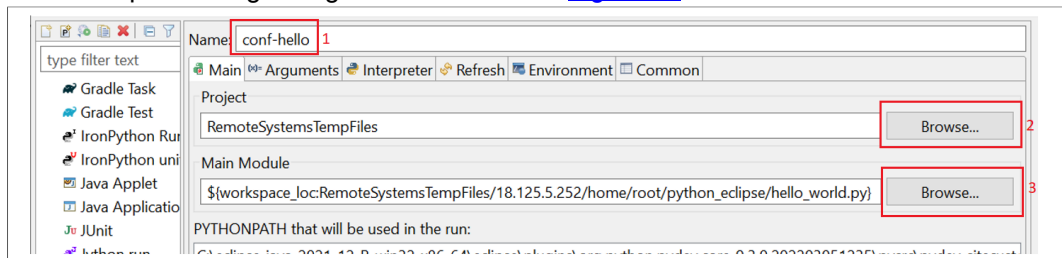 Name: conf-hello 1
type filter text
Main Arguments Interpreter Refresh Environment Common
Gradle Task
Project
Gradle Test
RemoteSystemsTempFiles Browse... 2
IronPython Run
IronPython uni
Main Module
Java Applet
${workspace_loc:RemoteSystemsTempFiles/18.125.5.252/home/root/python_eclipse/hello_world.py} Browse... 3
Java Applicatio
JUnit
PYTHONPATH that will be used in the run: